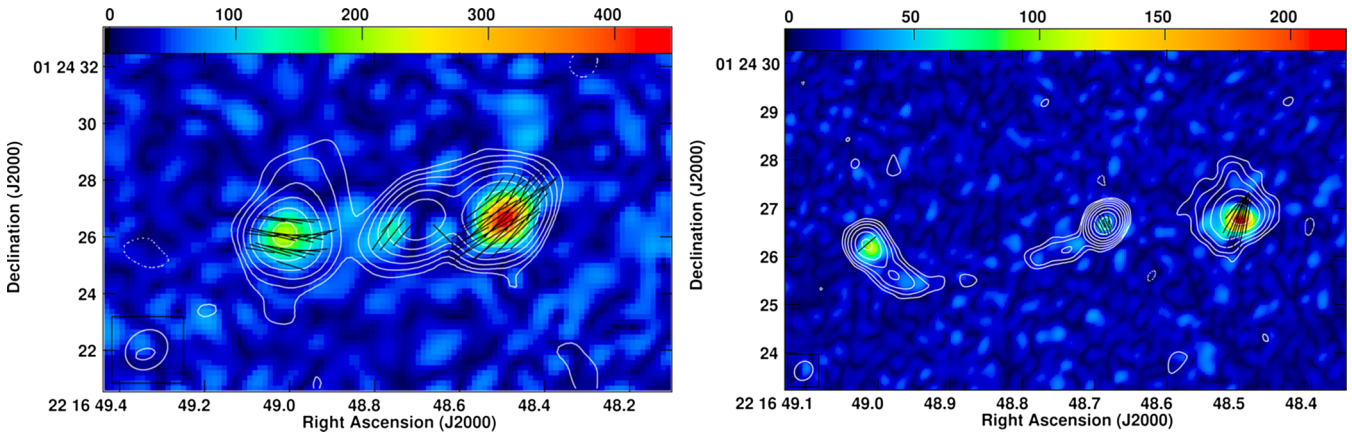 0 100 200 300 400
01 24 32
30
28
26
24
22
Declination (J2000)
22 16 49.4 49.2 49.0 48.8 48.6 48.4 48.2
Right Ascension (J2000)
0 50 100 150 200
01 24 30
29
28
27
26
25
24
Declination (J2000)
22 16 49.1 49.0 48.9 48.8 48.7 48.6 48.5 48.4
Right Ascension (J2000)